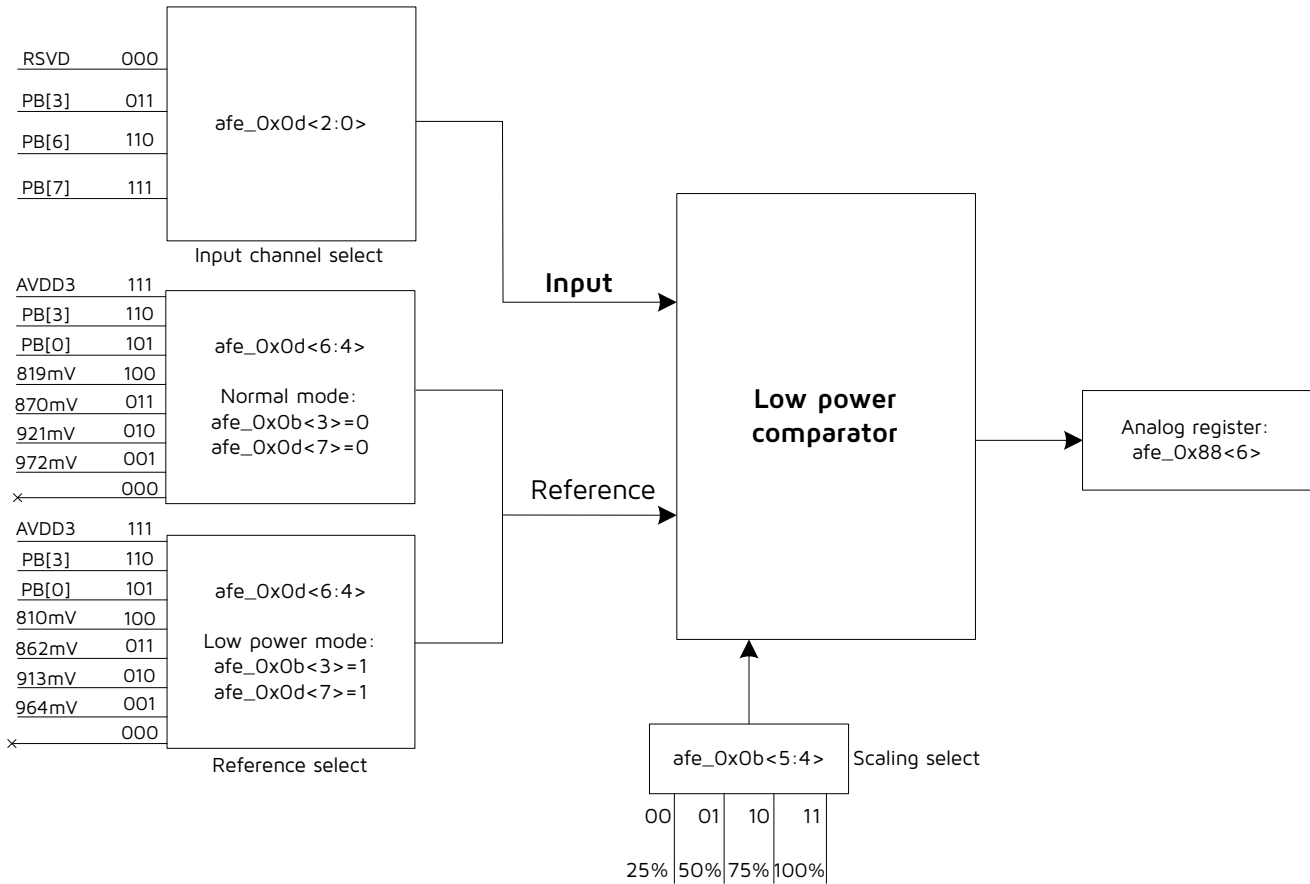 RSVD 000
PB[3] 011
PB[6] 110
PB[7] 111
afe_0x0d<2:0>
Input channel select
AVDD3 111
PB[3] 110
PB[0] 101
819mV 100
870mV 011
921mV 010
972mV 001
000
afe_0x0d<6:4>
Normal mode:
afe_0x0b<3>=0
afe_0x0d<7>=0
AVDD3 111
PB[3] 110
PB[0] 101
810mV 100
862mV 011
913mV 010
964mV 001
000
afe_0x0d<6:4>
Low power mode:
afe_0x0b<3>=1
afe_0x0d<7>=1
Reference select
Input
Reference
Low power
comparator
Analog register:
afe_0x88<6>
afe_0x0b<5:4> Scaling select
00 01 10 11
25% 50% 75% 100%